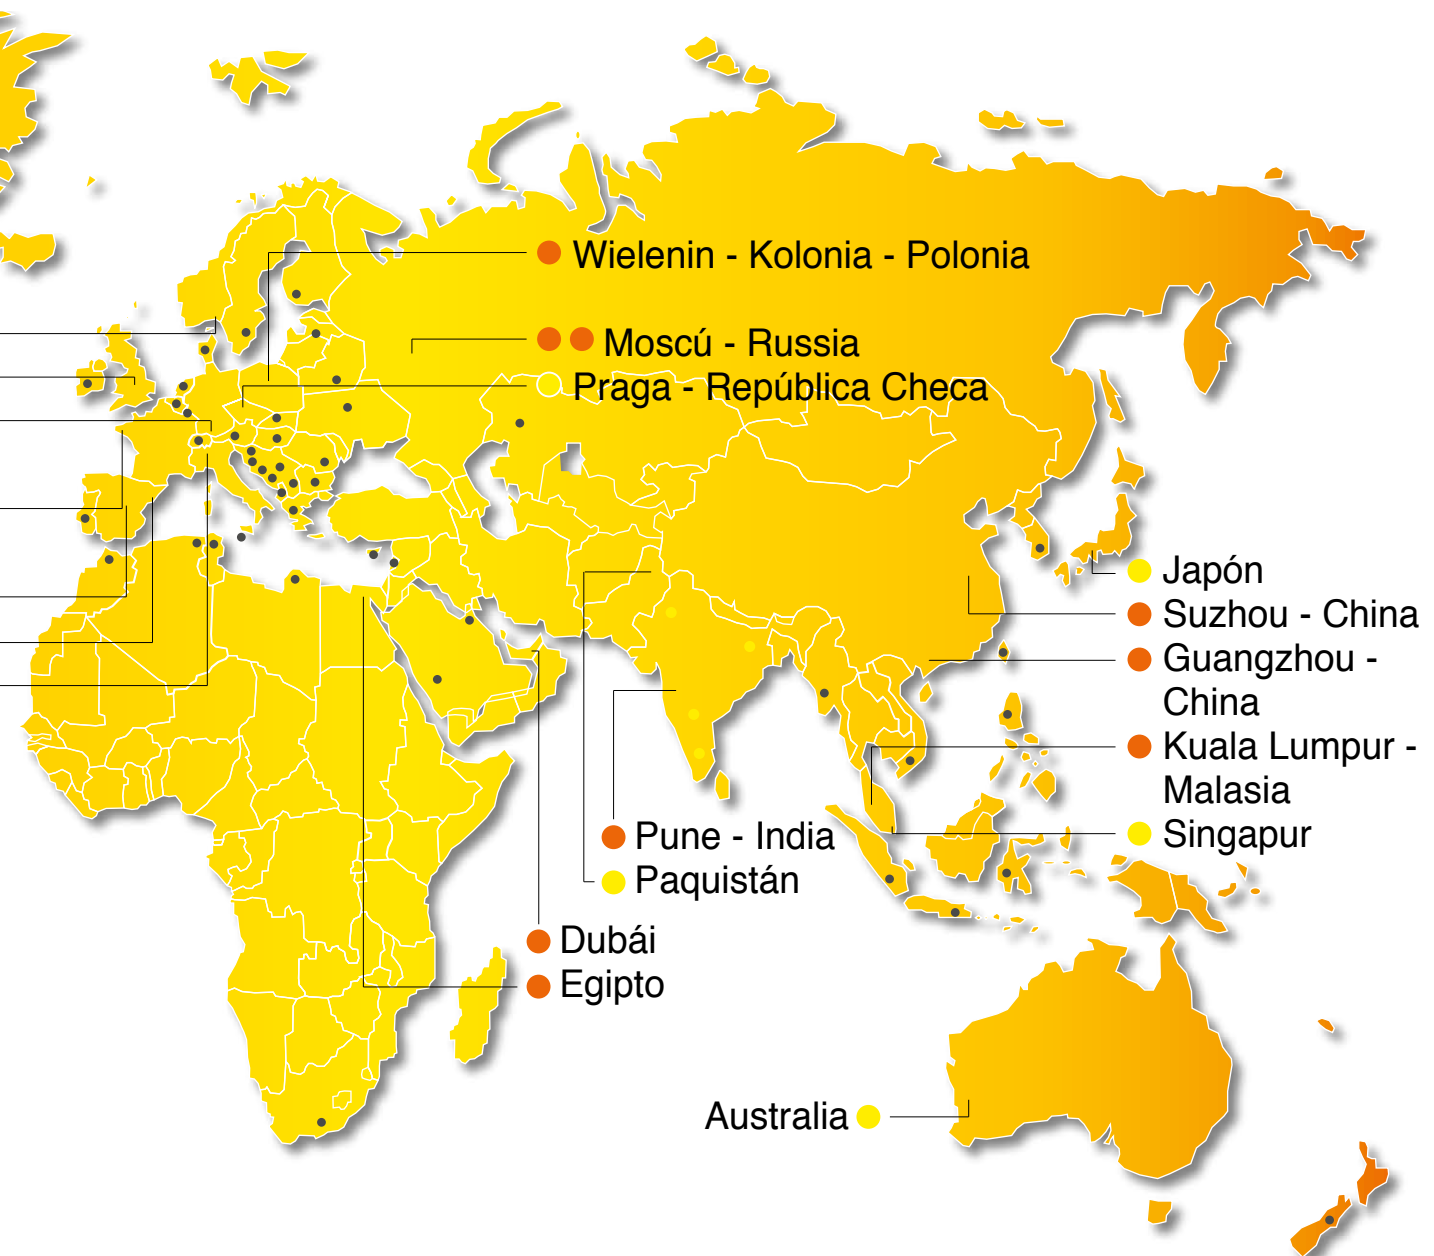 Wielenin - Kolonia - Polonia
Moscú - Russia
Praga - República Checa
Japón
Suzhou - China
Guangzhou -
China
Kuala Lumpur -
Malasia
Singapur
Pune - India
Paquistán
Dubái
Egipto
Australia